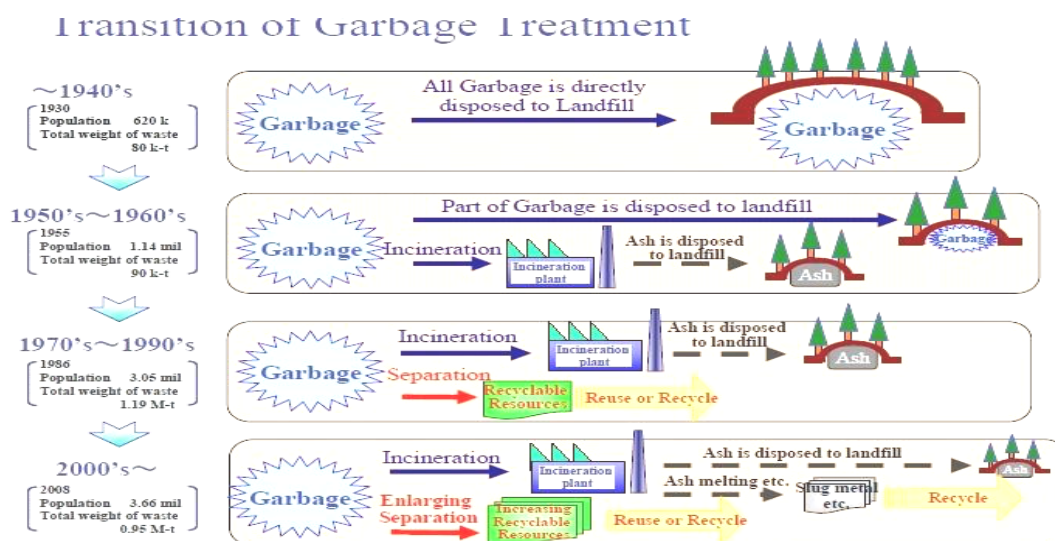 Transition of Garbage Treatment
～1940's
1930
Population 620 k
Total weight of waste
80 k-t
Garbage
All Garbage is directly
disposed to Landfill
Garbage
1950's～1960's
1955
Population 1.14 mil
Total weight of waste
90 k-t
Garbage
Part of Garbage is disposed to landfill
Garbage
Incineration
Incineration
plant
Ash is disposed
to landfill
Ash
1970's～1990's
1986
Population 3.05 mil
Total weight of waste
1.19 M-t
Garbage
Incineration
Incineration
plant
Ash is disposed
to landfill
Ash
Separation
Recyclable
Resources
Reuse or Recycle
2000's～
2008
Population 3.66 mil
Total weight of waste
0.95 M-t
Garbage
Incineration
Incineration
plant
Ash is disposed to landfill
Ash
Ash melting etc.
Slug metal
etc.
Recycle
Enlarging
Separation
Increasing
Recyclable
Resources
Reuse or Recycle